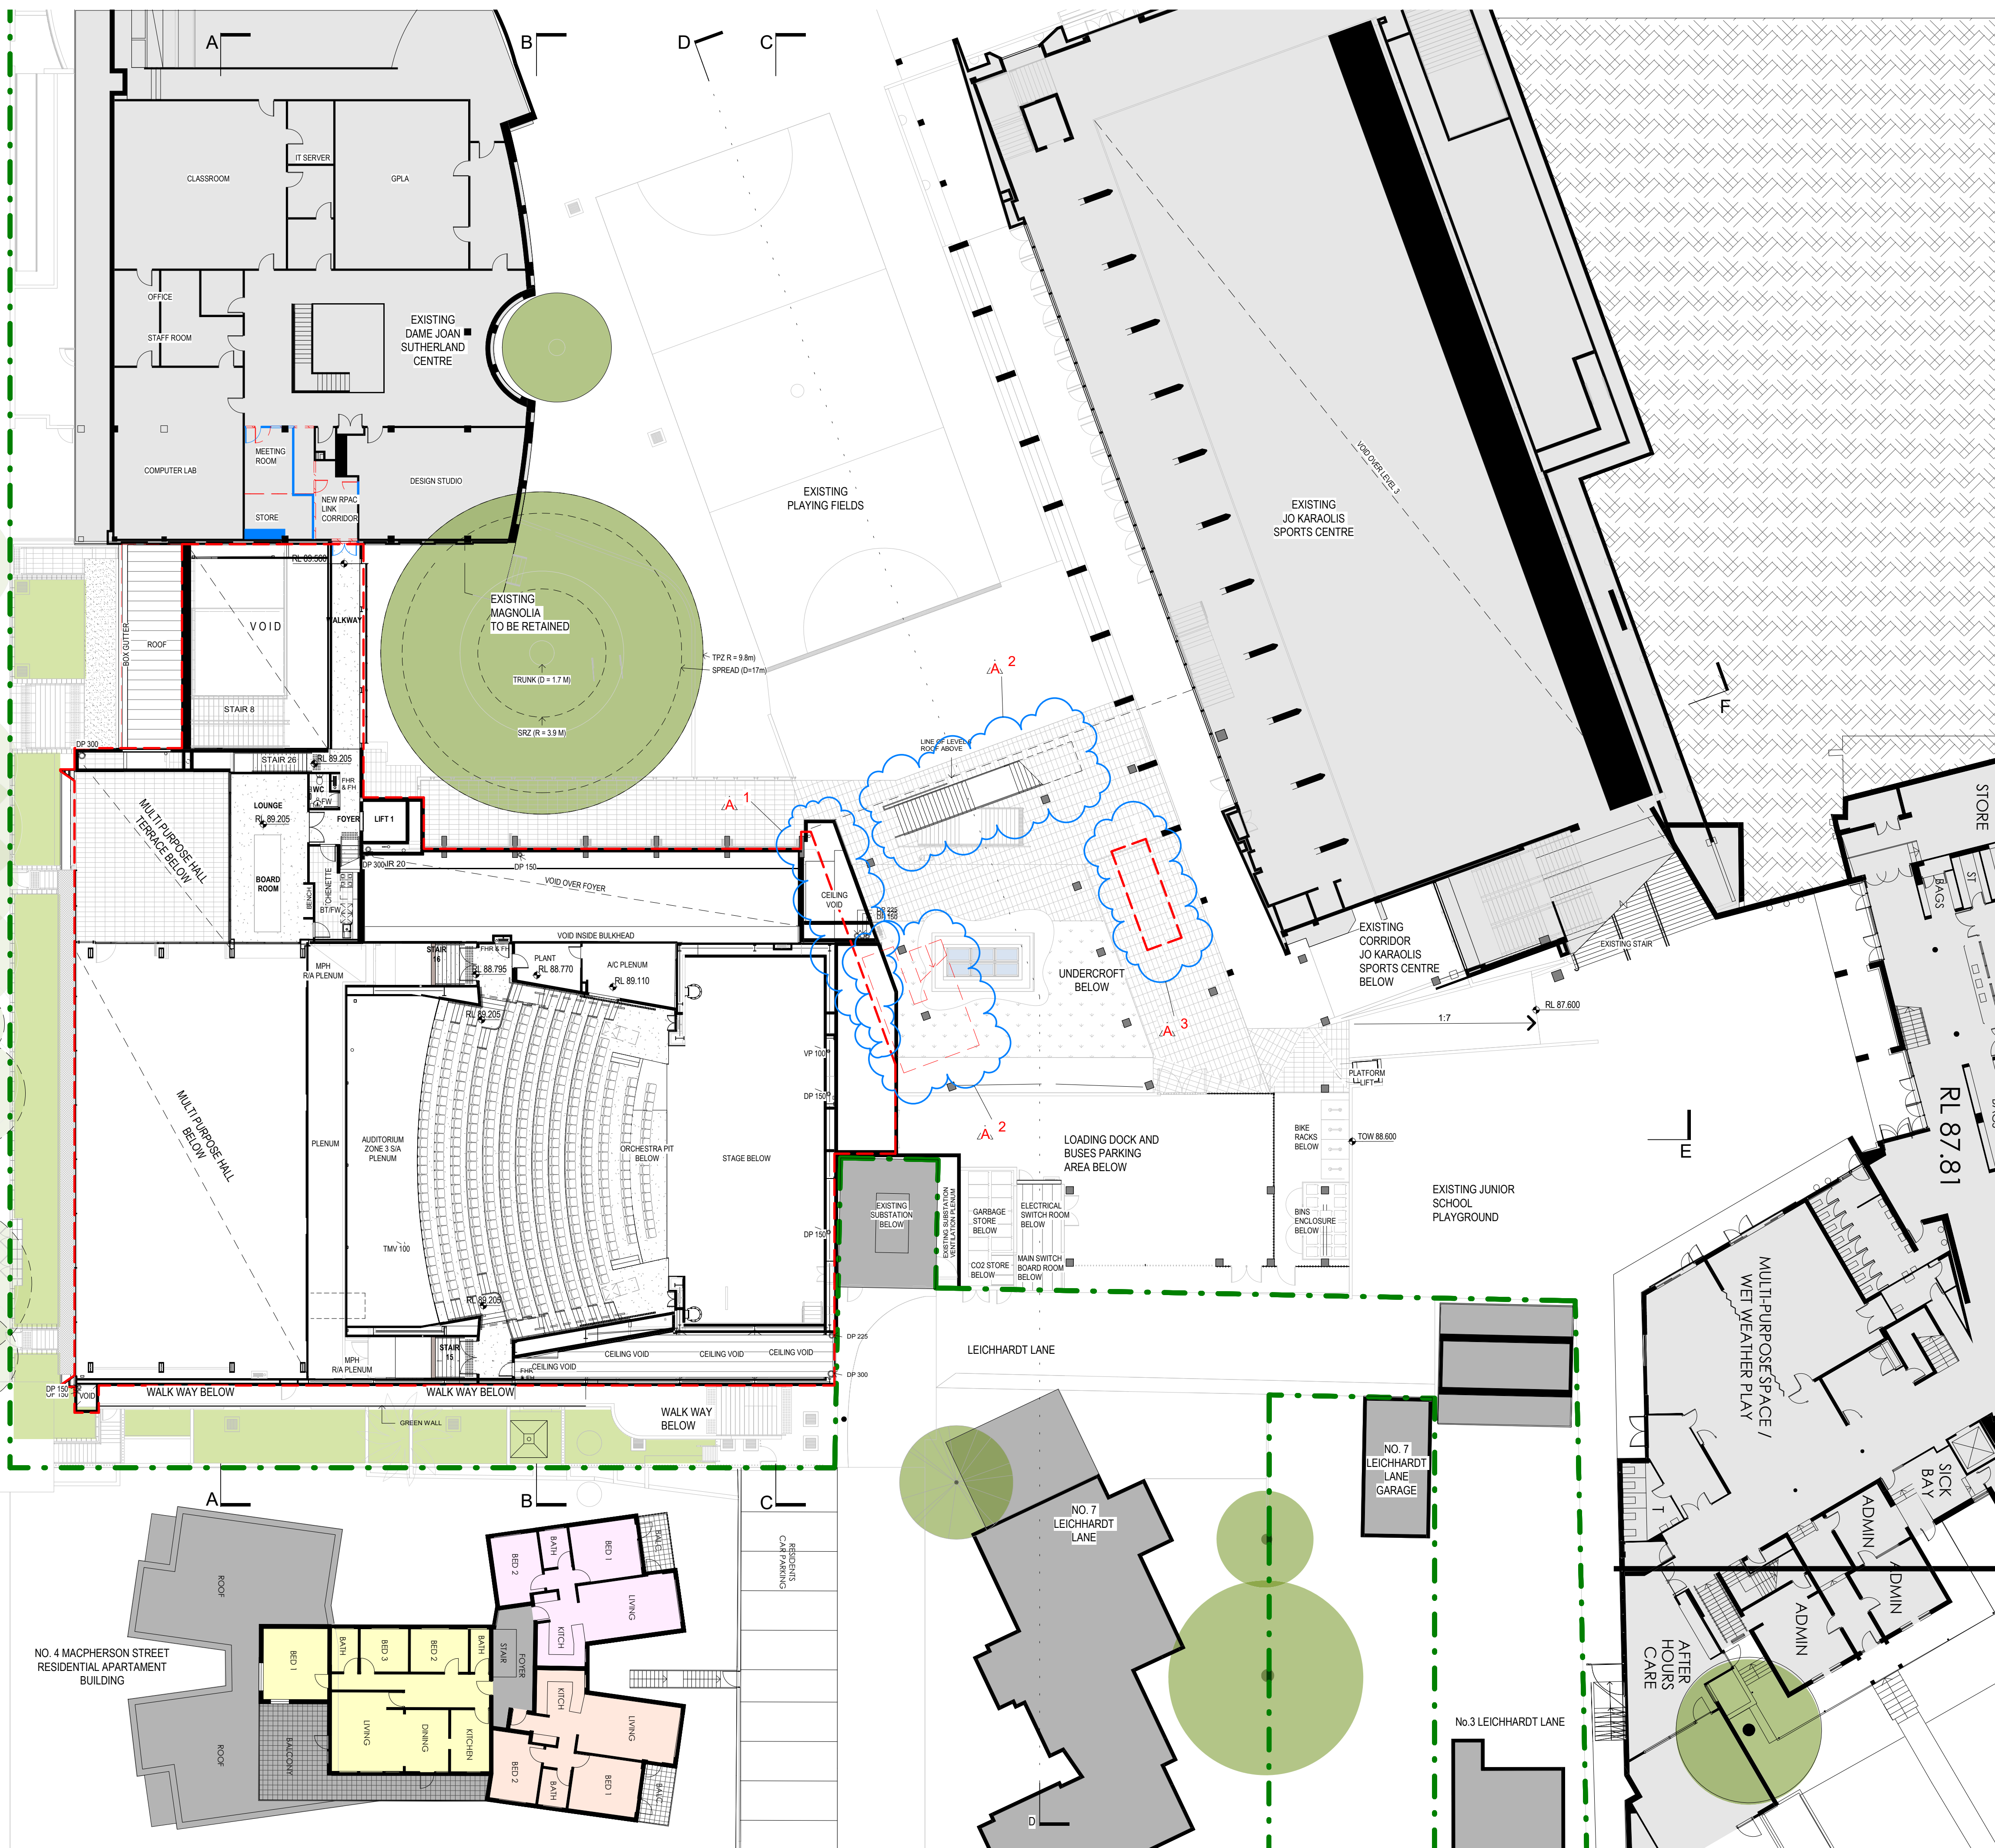 A
B
D
C
IT SERVER
CLASSROOM
GPLA
OFFICE
STAFF ROOM
EXISTING
DAME JOAN
SUTHERLAND
CENTRE
MEETING
ROOM
COMPUTER LAB
DESIGN STUDIO
NEW RPAC
LINK
CORRIDOR
STORE
EXISTING
PLAYING FIELDS
VOID OVER LEVEL 3
EXISTING
JO KARAOLIS
SPORTS CENTRE
RL 89.560
EXISTING
MAGNOLIA
TO BE RETAINED
VOID
BOX GUTTER
ROOF
TPZ R = 9.8m)
SPREAD (D=17m)
TRUNK (D = 1.7 M)
SRZ (R = 3.9 M)
STAIR 8
A 2
F
LINE OF LEVEL
ROOF ABOVE
DP 300
STAIR 26
RL 89.205
FHR
& FH
WC
FW
LOUNGE
RL 89.205
FOYER
LIFT 1
A 1
MULTI PURPOSE HALL
TERRACE BELOW
STORE
DP 300
DP 150
BOARD
ROOM
BENCH
BT/FW
VOID OVER FOYER
CEILING
VOID
DP 225
DP 150
BAGS
ST
VOID INSIDE BULKHEAD
EXISTING
CORRIDOR
JO KARAOLIS
SPORTS CENTRE
BELOW
EXISTING STAIR
STAIR
16
FHR & FH
PLANT
RL 88.795
RL 88.770
A/C PLENUM
RL 89.110
MPH
R/A PLENUM
UNDERCROFT
BELOW
RL 87.600
1:7
RL 89.205
A 3
VP 100
PLATFORM
LIFT
DP 150
RL 87.81
MULTI PURPOSE HALL
BELOW
PLENUM
AUDITORIUM
ZONE 3 S/A
PLENUM
ORCHESTRA PIT
BELOW
STAGE BELOW
A 2
LOADING DOCK AND
BUSES PARKING
AREA BELOW
BIKE
RACKS
BELOW
TOW 88.600
E
EXISTING JUNIOR
SCHOOL
PLAYGROUND
EXISTING
SUBSTATION
BELOW
EXISTING SUBSTATION
VENTILATION PLENUM
GARBAGE
STORE
BELOW
ELECTRICAL
SWITCH ROOM
BELOW
BINS
ENCLOSURE
BELOW
DP 150
TMV 100
CO2 STORE
BELOW
MAIN SWITCH
BOARD ROOM
BELOW
MULTI-PURPOSE SPACE /
WET WEATHER PLAY
RL 89.205
DP 225
STAIR
15
MPH
R/A PLENUM
CEILING VOID
CEILING VOID
CEILING VOID
CEILING VOID
DP 300
LEICHHARDT LANE
DP 150
VOID
WALK WAY BELOW
WALK WAY BELOW
WALK WAY
BELOW
GREEN WALL
NO. 7
LEICHHARDT
LANE
GARAGE
SICK
BAY
A
B
C
NO. 7
LEICHHARDT
LANE
T
ADMIN
ADMIN
ADMIN
AFTER
HOURS
CARE
RESIDENTS
CAR PARKING
ROOF
BED 2
BATH
BED 1
BALC.
LIVING
KITCH
NO. 4 MACPHERSON STREET
RESIDENTIAL APARTAMENT
BUILDING
BED 1
BATH
BED 3
BED 2
BATH
STAIR
FOYER
ROOF
BALCONY
LIVING
DINING
KITCHEN
KITCH
LIVING
BED 2
BATH
BED 1
BALC.
No.3 LEICHHARDT LANE
D